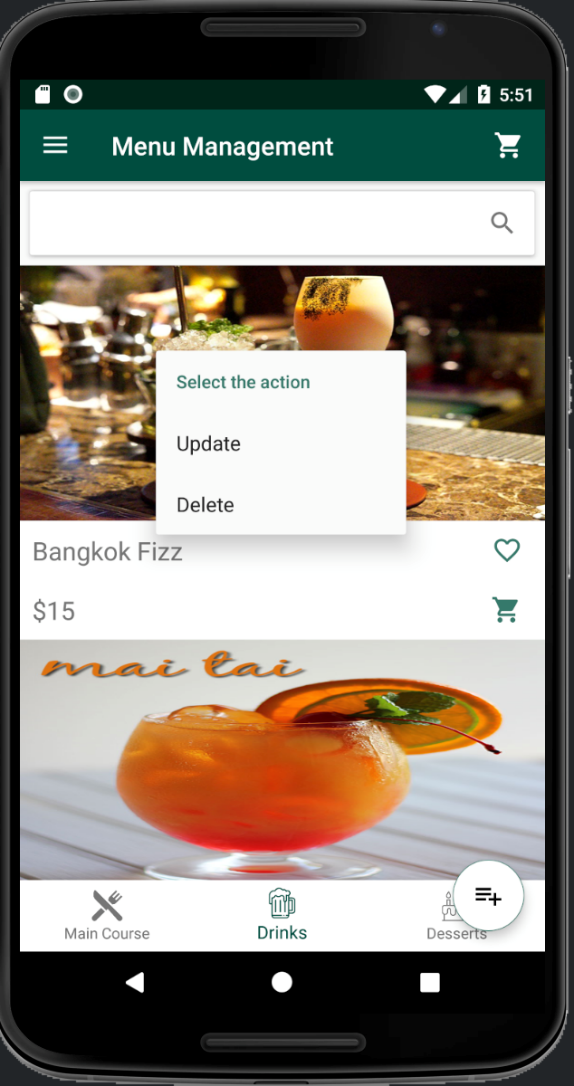 5:51
Menu Management
Select the action
Update
Delete
Bangkok Fizz
$15
mai tai
Main Course
Drinks
Desserts